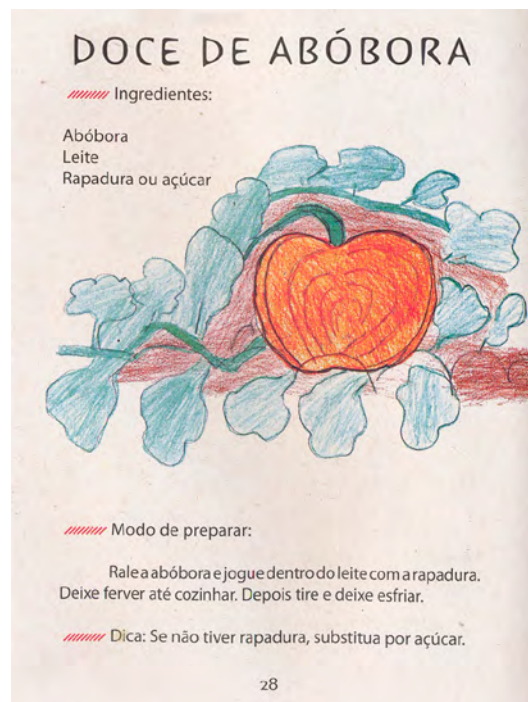 DOCE DE ABÓBORA
Ingredientes:
Abóbora
Leite
Rapadura ou açúcar
Modo de preparar:
Rale a abóbora e jogue dentro do leite com a rapadura.
Deixe ferver até cozinhar. Depois tire e deixe esfriar.
Dica: Se não tiver rapadura, substitua por açúcar.
28